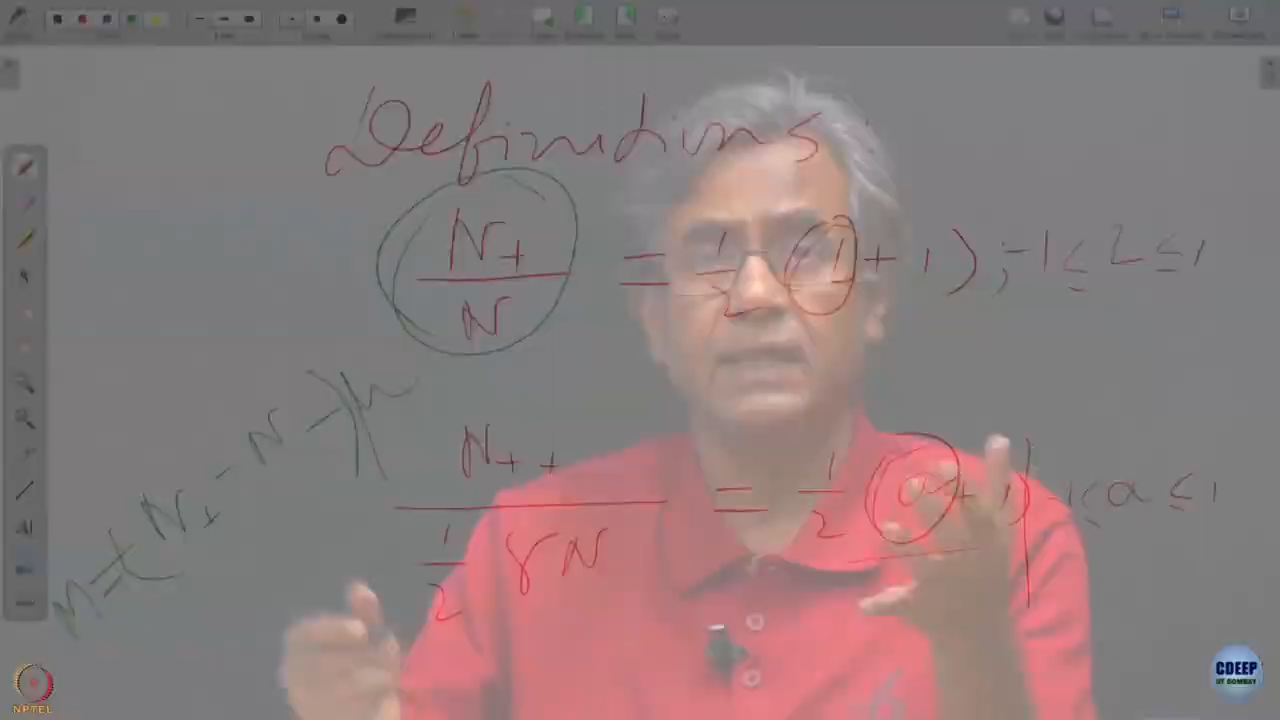 Definitions:
N+ / N = 1/2 (L + 1) ; -1 ≤ L ≤ 1
N++ / 1/2 γN = 1/2 (σ + 1) -1 ≤ σ ≤ 1
M = (N+ - N-)μ
NPTEL
CDEEP
IIT BOMBAY